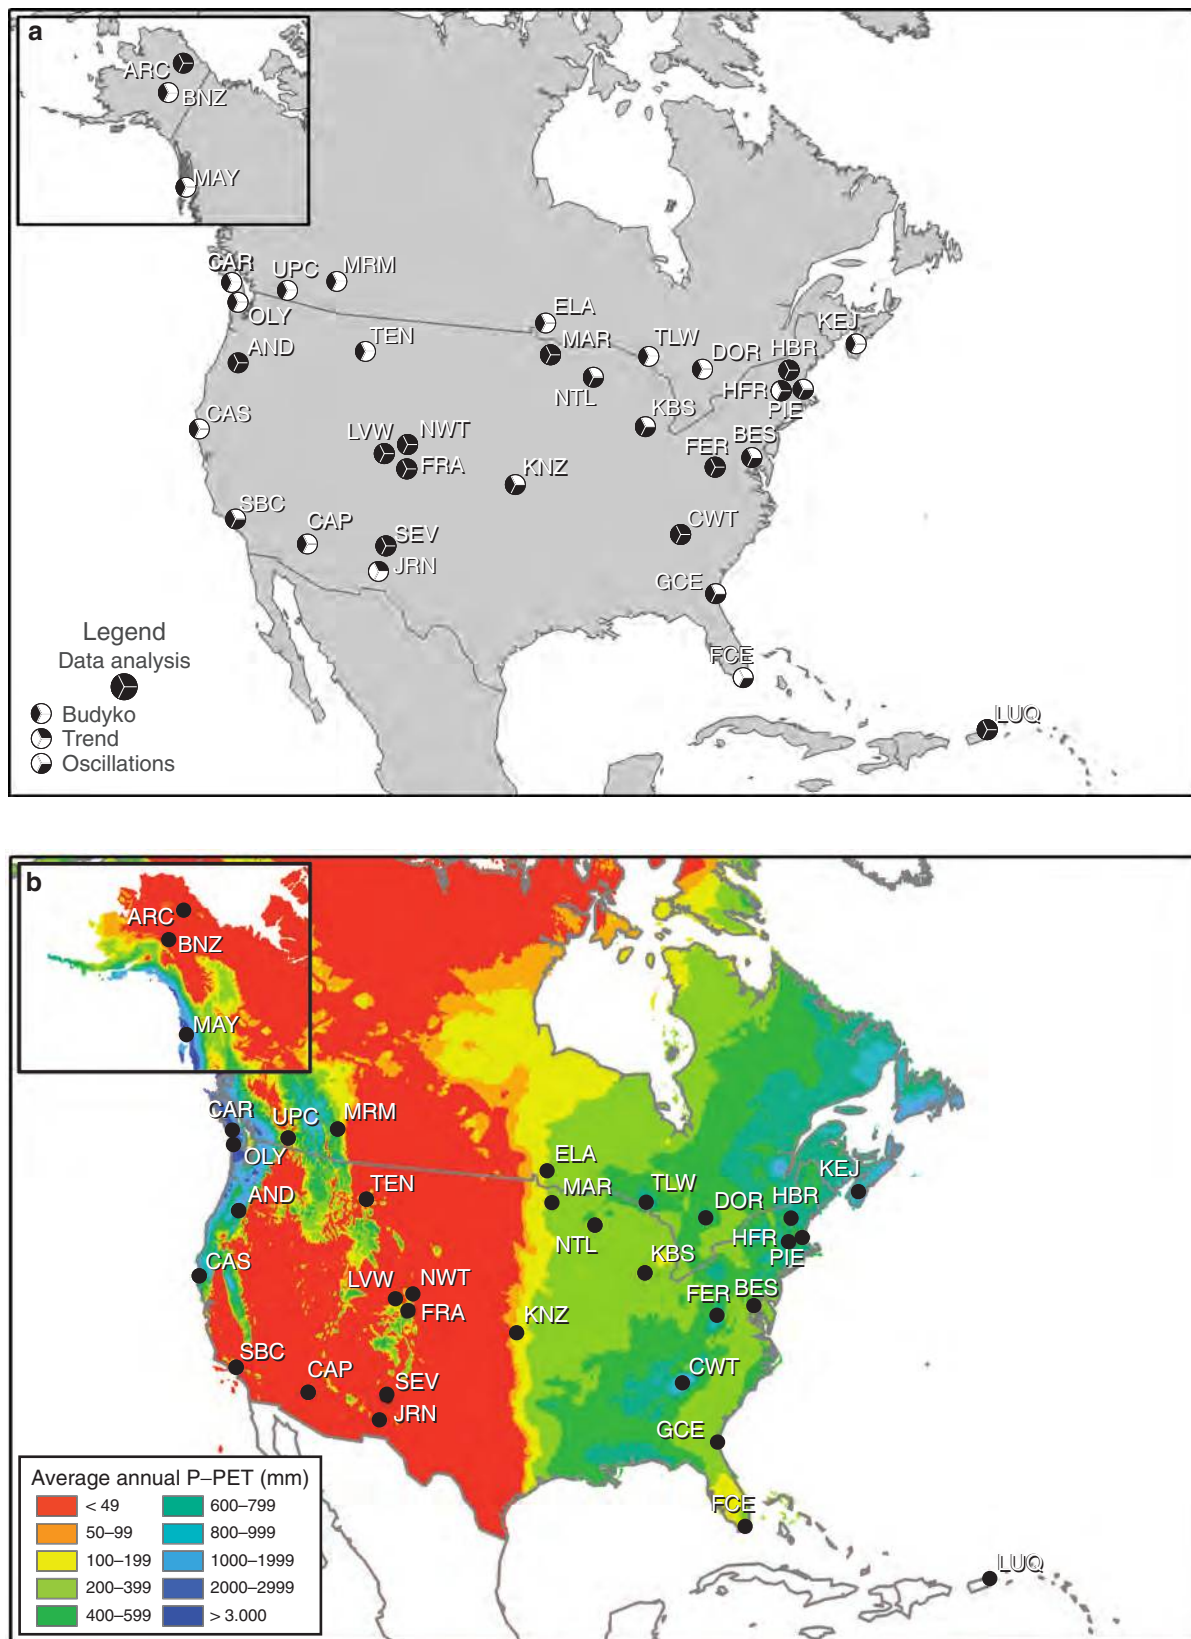 a
ARC
BNZ
MAY
CAR
UPC
MRM
OLY
ELA
KEJ
AND
TEN
MAR
TLW
DOR
HBR
NTL
HFR
PIE
CAS
KBS
LVW
NWT
FER
BES
FRA
KNZ
SBC
CAP
SEV
CWT
JRN
GCE
Legend
Data analysis
FCE
Budyko
LUQ
Trend
Oscillations
b
ARC
BNZ
MAY
CAR
UPC
MRM
OLY
ELA
KEJ
AND
TEN
MAR
TLW
DOR
HBR
NTL
HFR
PIE
CAS
KBS
LVW
NWT
FER
BES
FRA
KNZ
SBC
CAP
SEV
CWT
JRN
GCE
Average annual P–PET (mm)
< 49
600–799
50–99
800–999
100–199
1000–1999
200–399
2000–2999
400–599
> 3.000
FCE
LUQ